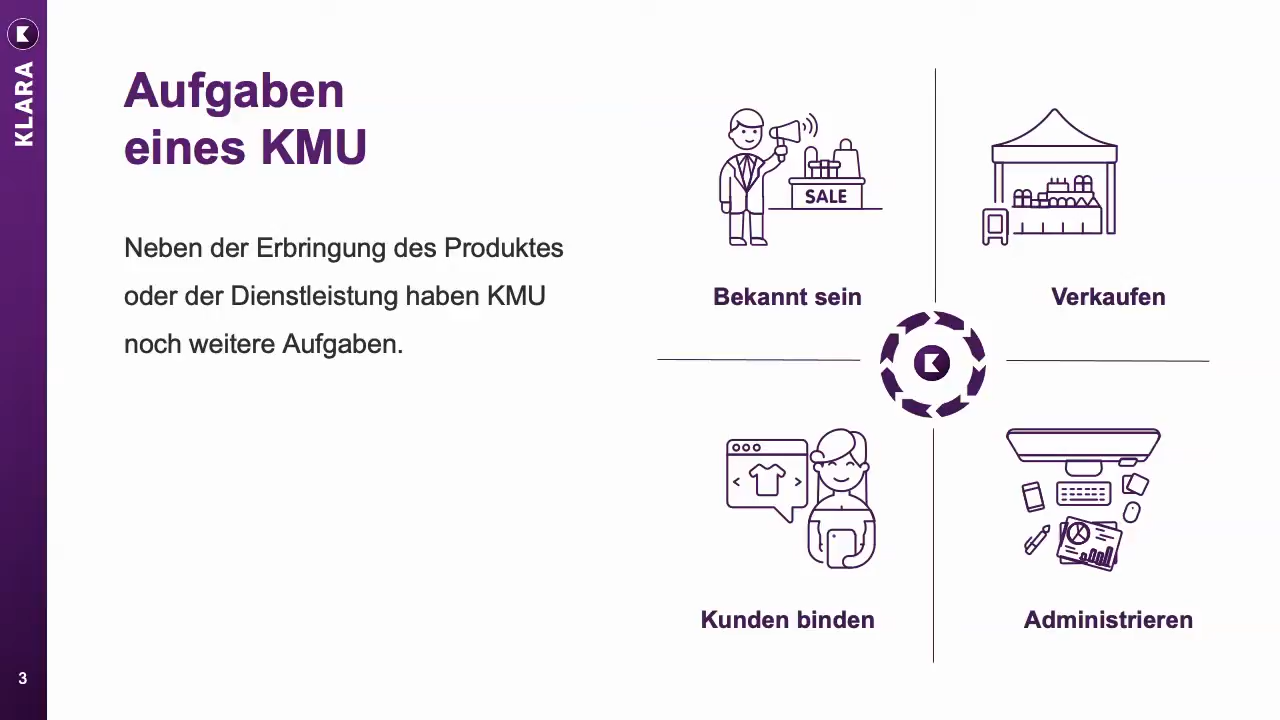 KLARA
Aufgaben
eines KMU
Neben der Erbringung des Produktes
oder der Dienstleistung haben KMU
noch weitere Aufgaben.
SALE
Bekannt sein
Verkaufen
Kunden binden
Administrieren
3